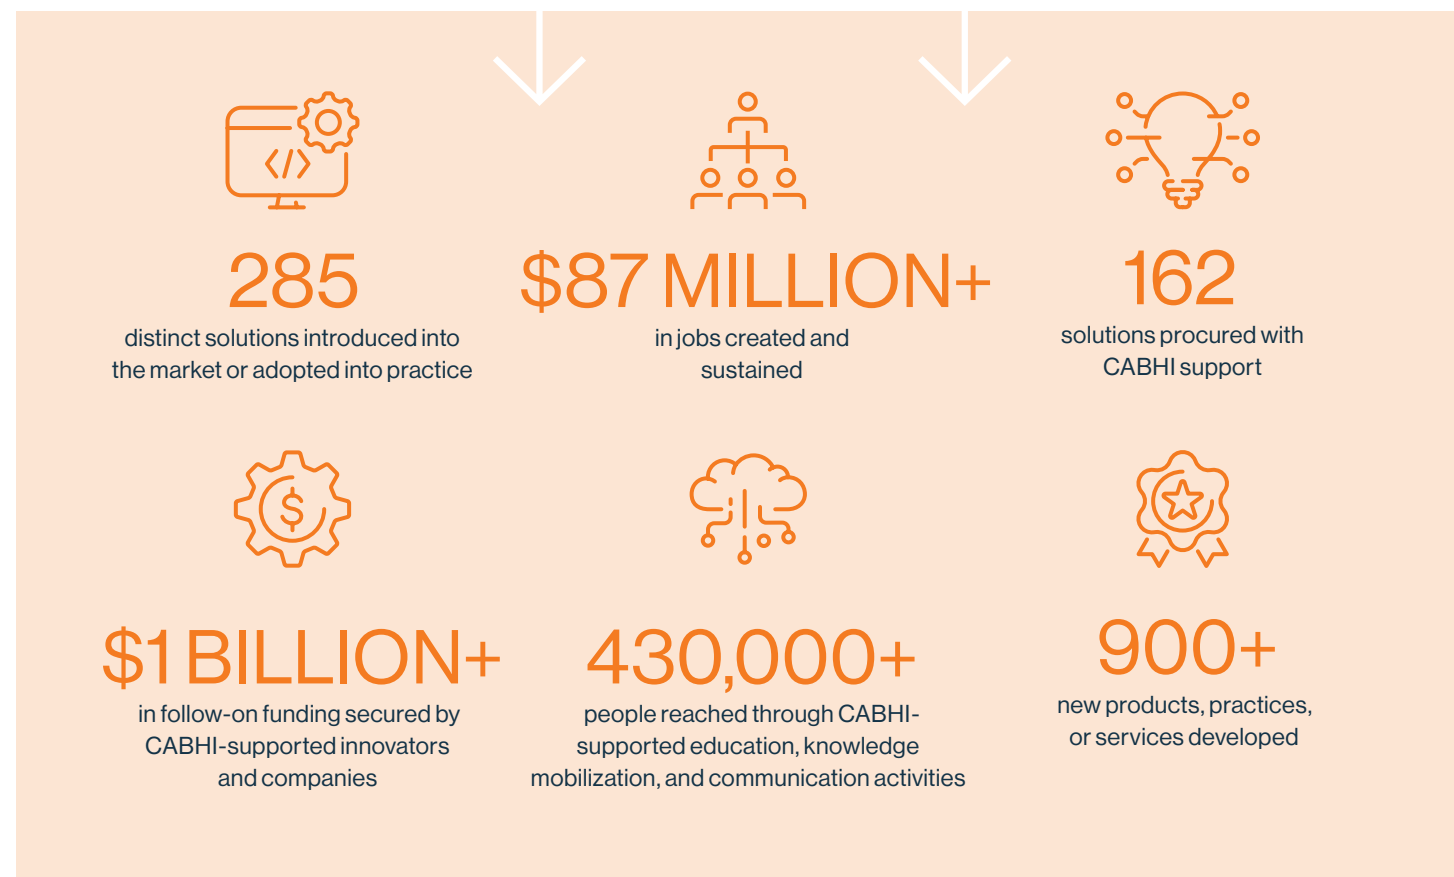 285
distinct solutions introduced into
the market or adopted into practice
$87 MILLION+
in jobs created and
sustained
162
solutions procured with
CABHI support
$1 BILLION+
in follow-on funding secured by
CABHI-supported innovators
and companies
430,000+
people reached through CABHI-
supported education, knowledge
mobilization, and communication activities
900+
new products, practices,
or services developed